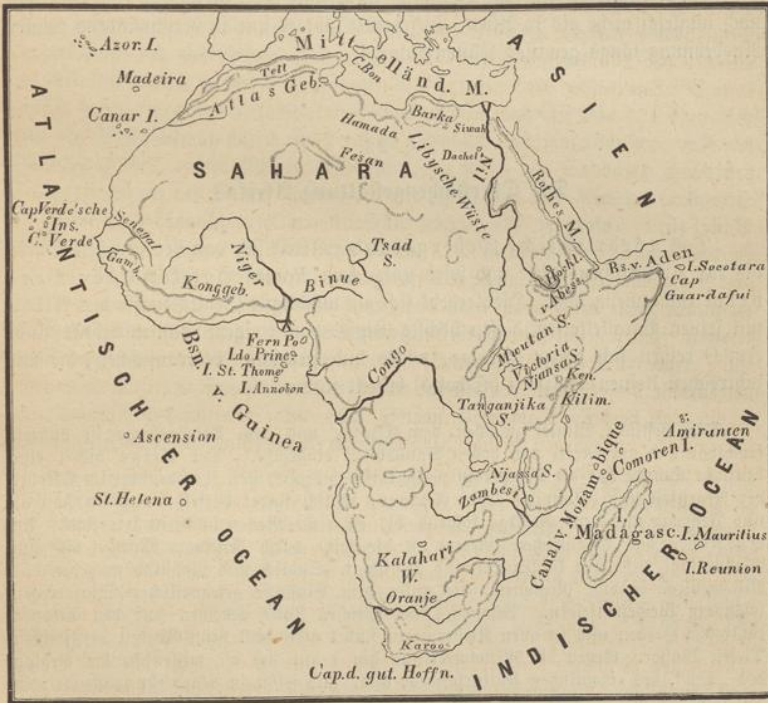 Azor. I.
Madeira
Canar I.
ATLANTISCHER OCEAN
Mittelländ. M.
ASIEN
Tell
Atlas Geb.
C. Bon
Hamada
Barka
Siwah
Dachel
Fesan
SAHARA
Libysche Wüste
Nil
Rothes M.
CapVerde'sche
Ins.
C. Verde
Senegal
Gamb.
Niger
Konggeb.
Binue
Tsad
S.
Hochl.
v. Abess.
Bs. v. Aden
I. Socotara
Cap
Guardafui
Fern Po
I. do Princ
I. St. Thome
I. Annobon
Bsn. v. Guinea
Congo
Mwutan S.
Victoria
Njansa S.
Ken.
Kilim.
Tanganjika
S.
Ascension
St. Helena
Njassa S.
Zambesi
Canal v. Mozambique
Comoren I.
Amiranten
I.
Madagasc.
I. Mauritius
I. Reunion
INDISCHER OCEAN
Kalahari
W.
Oranje
Karoo
Cap. d. gut. Hoffn.